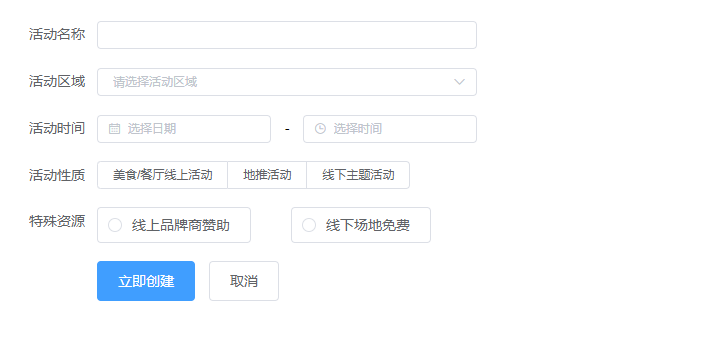 活动名称
活动区域 请选择活动区域
活动时间 选择日期 - 选择时间
活动性质 美食/餐厅线上活动 地推活动 线下主题活动
特殊资源 线上品牌商赞助 线下场地免费
立即创建 取消